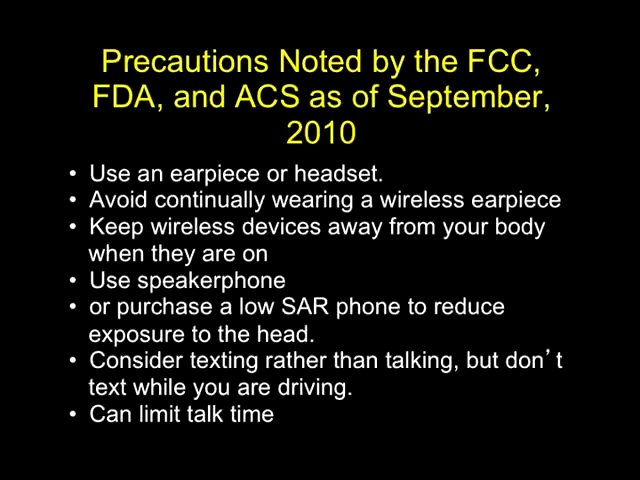 Precautions Noted by the FCC,
FDA, and ACS as of September,
2010
• Use an earpiece or headset.
• Avoid continually wearing a wireless earpiece
• Keep wireless devices away from your body
when they are on
• Use speakerphone
• or purchase a low SAR phone to reduce
exposure to the head.
• Consider texting rather than talking, but don’t
text while you are driving.
• Can limit talk time